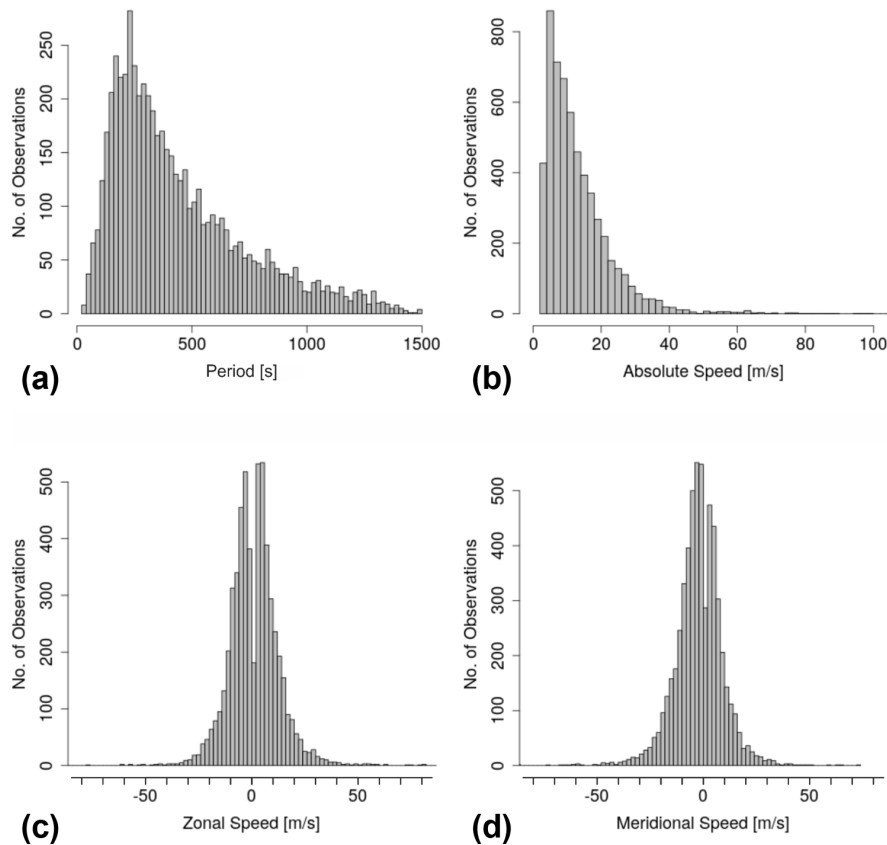 No. of Observations
250
200
150
100
50
0
0 500 1000 1500
Period [s]
(a)
No. of Observations
800
600
400
200
0
0 20 40 60 80 100
Absolute Speed [m/s]
(b)
No. of Observations
500
400
300
200
100
0
-50 0 50
Zonal Speed [m/s]
(c)
No. of Observations
500
400
300
200
100
0
-50 0 50
Meridional Speed [m/s]
(d)